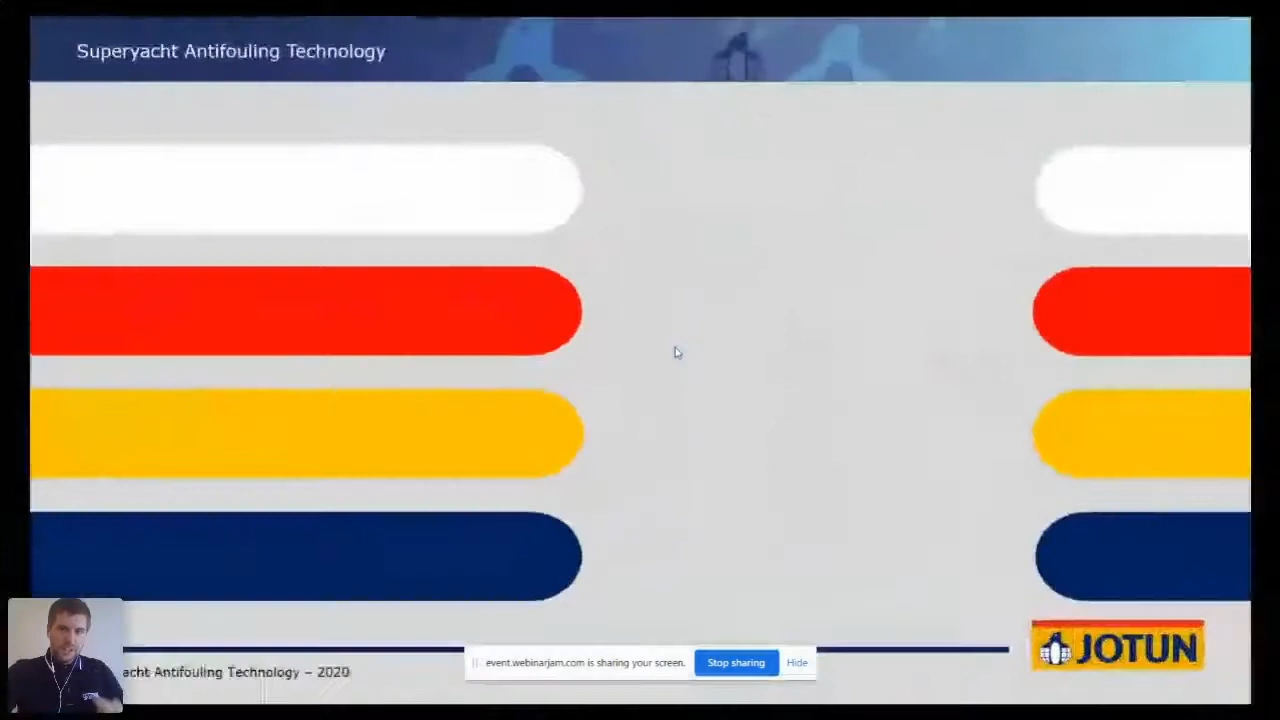 Superyacht Antifouling Technology
JOTUN
event.webinarjam.com is sharing your screen.
Stop sharing
Hide
acht Antifouling Technology – 2020